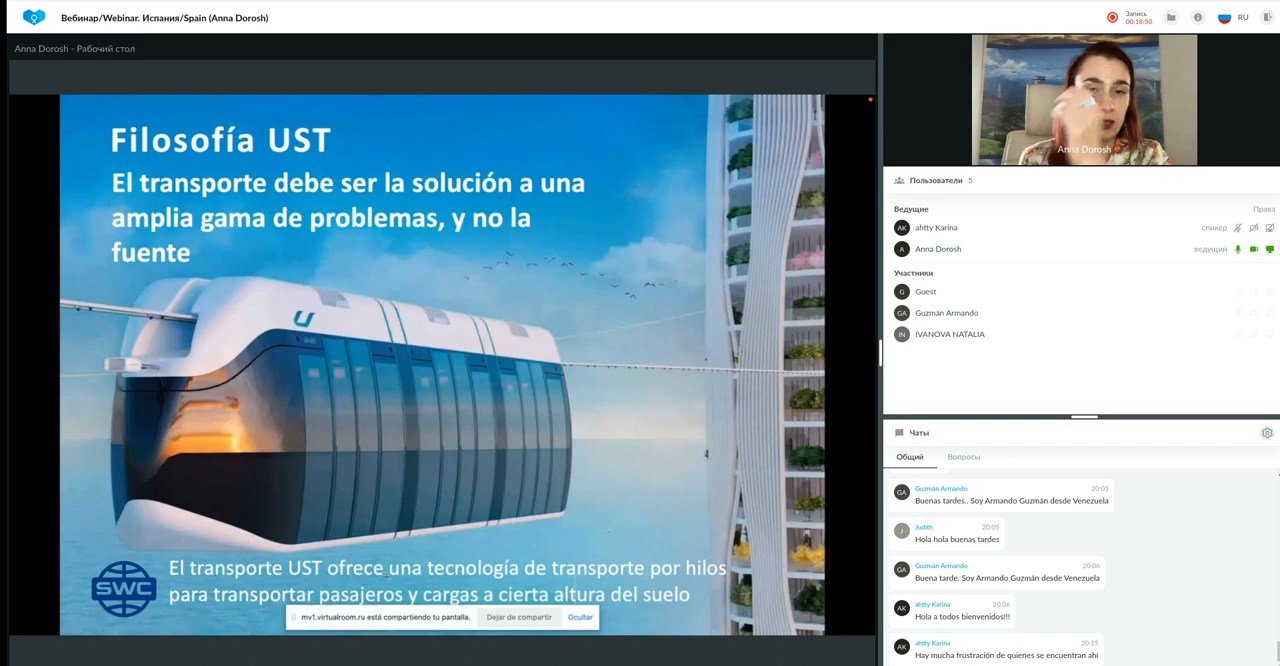 Вебинар/Webinar. Испания/Spain (Anna Dorosh)
Запись
00:18:50
RU
Anna Dorosh - Рабочий стол
Filosofía UST
El transporte debe ser la solución a una
amplia gama de problemas, y no la
fuente
SWC
El transporte UST ofrece una tecnología de transporte por hilos
para transportar pasajeros y cargas a cierta altura del suelo
mv1.virtualroom.ru está compartiendo tu pantalla. Dejar de compartir Ocultar
Anna Dorosh
Пользователи 5
Ведущие Права
AK ahtty Karina спикер
A Anna Dorosh ведущий
Участники
G Guest
GA Guzmán Armando
IN IVANOVA NATALIA
Чаты
Общий Вопросы
GA Guzmán Armando 20:05
Buenas tardes.. Soy Armando Guzmán desde Venezuela
J Judith 20:05
Hola hola buenas tardes
GA Guzmán Armando 20:06
Buena tarde. Soy Armando Guzmán desde Venezuela
AK ahtty Karina 20:06
Hola a todos bienvenidos!!!
AK ahtty Karina 20:15
Hay mucha frustración de quienes se encuentran ahí